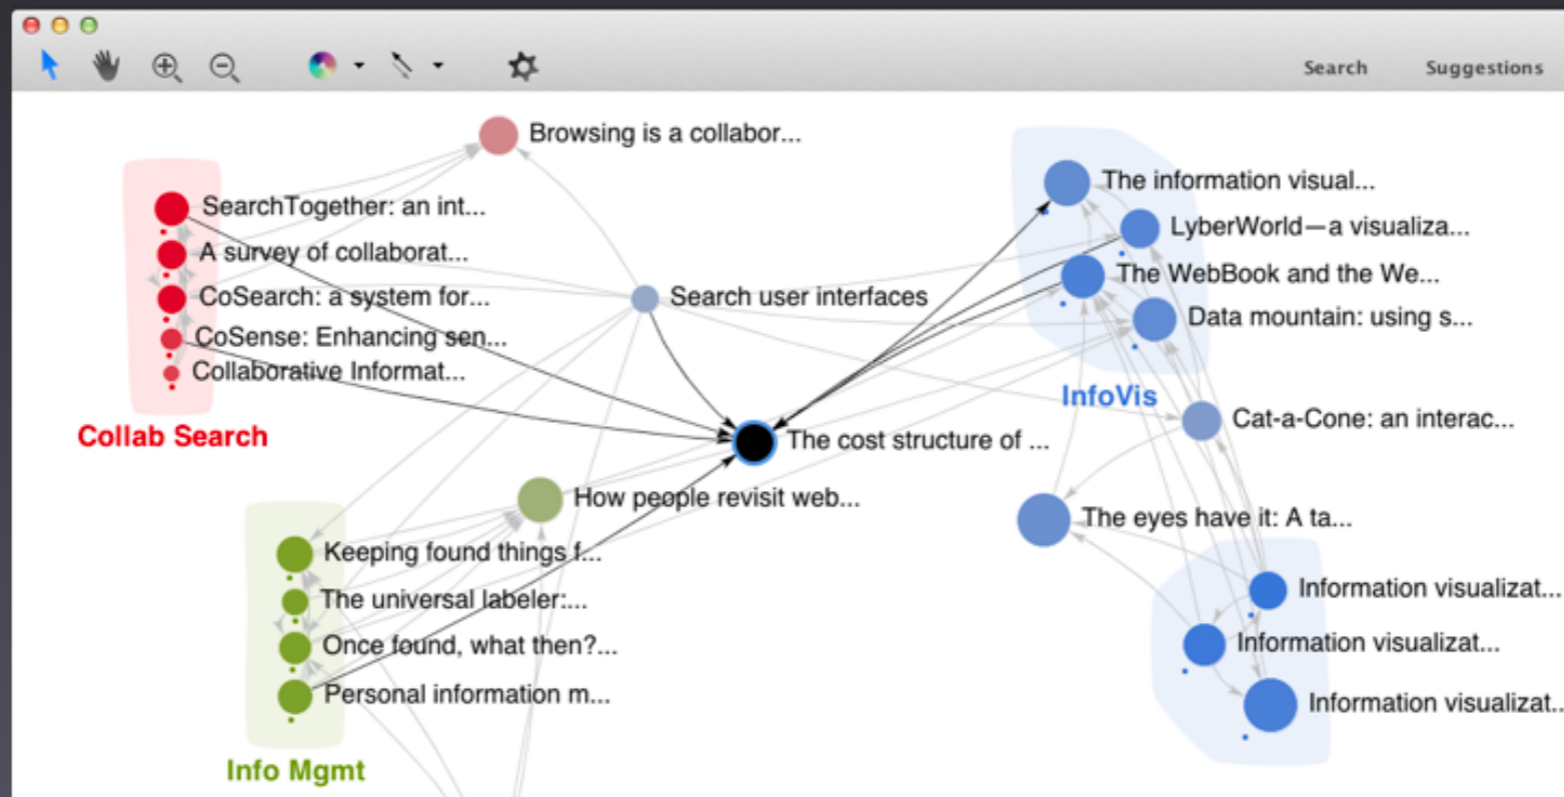 Search
Suggestions
Browsing is a collabor...
SearchTogether: an int...
A survey of collaborat...
CoSearch: a system for...
CoSense: Enhancing sen...
Collaborative Informat...
Collab Search
Search user interfaces
The information visual...
LyberWorld—a visualiza...
The WebBook and the We...
Data mountain: using s...
InfoVis
Cat-a-Cone: an interac...
The cost structure of ...
How people revisit web...
The eyes have it: A ta...
Keeping found things f...
The universal labeler:...
Once found, what then?...
Personal information m...
Info Mgmt
Information visualizat...
Information visualizat...
Information visualizat...